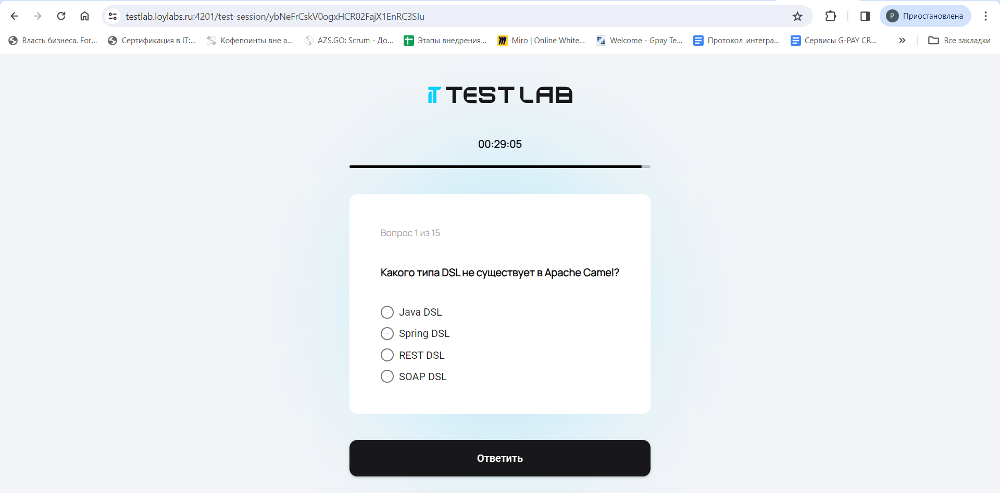 testlab.loylabs.ru:4201/test-session/ybNeFrCskV0ogxHCR02FajX1EnRC3SIu
P Приостановлена
Власть бизнеса. For... Сертификация в IT:... Кофепоинты вне а... AZS.GO: Scrum - До... Этапы внедрения... Miro | Online White... Welcome - Gpay Te... Протокол_интегра... Сервисы G-PAY CR... » Все закладки
IT TEST LAB
00:29:05
Вопрос 1 из 15
Какого типа DSL не существует в Apache Camel?
Java DSL
Spring DSL
REST DSL
SOAP DSL
Ответить